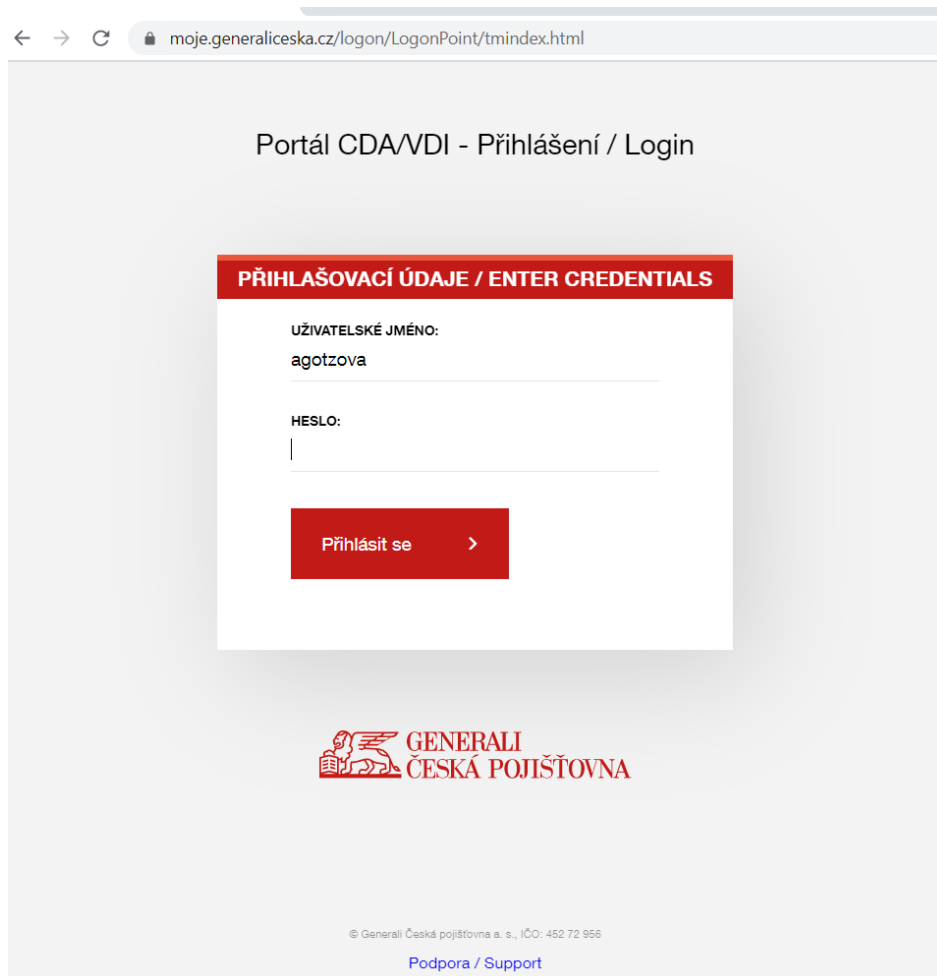 moje.generaliceska.cz/logon/LogonPoint/tmindex.html
Portál CDA/VDI - Přihlášení / Login
PŘIHLAŠOVACÍ ÚDAJE / ENTER CREDENTIALS
UŽIVATELSKÉ JMÉNO:
agotzova
HESLO:
Přihlásit se
GENERALI
ČESKÁ POJIŠŤOVNA
© Generali Česká pojišťovna a. s., IČO: 452 72 956
Podpora / Support